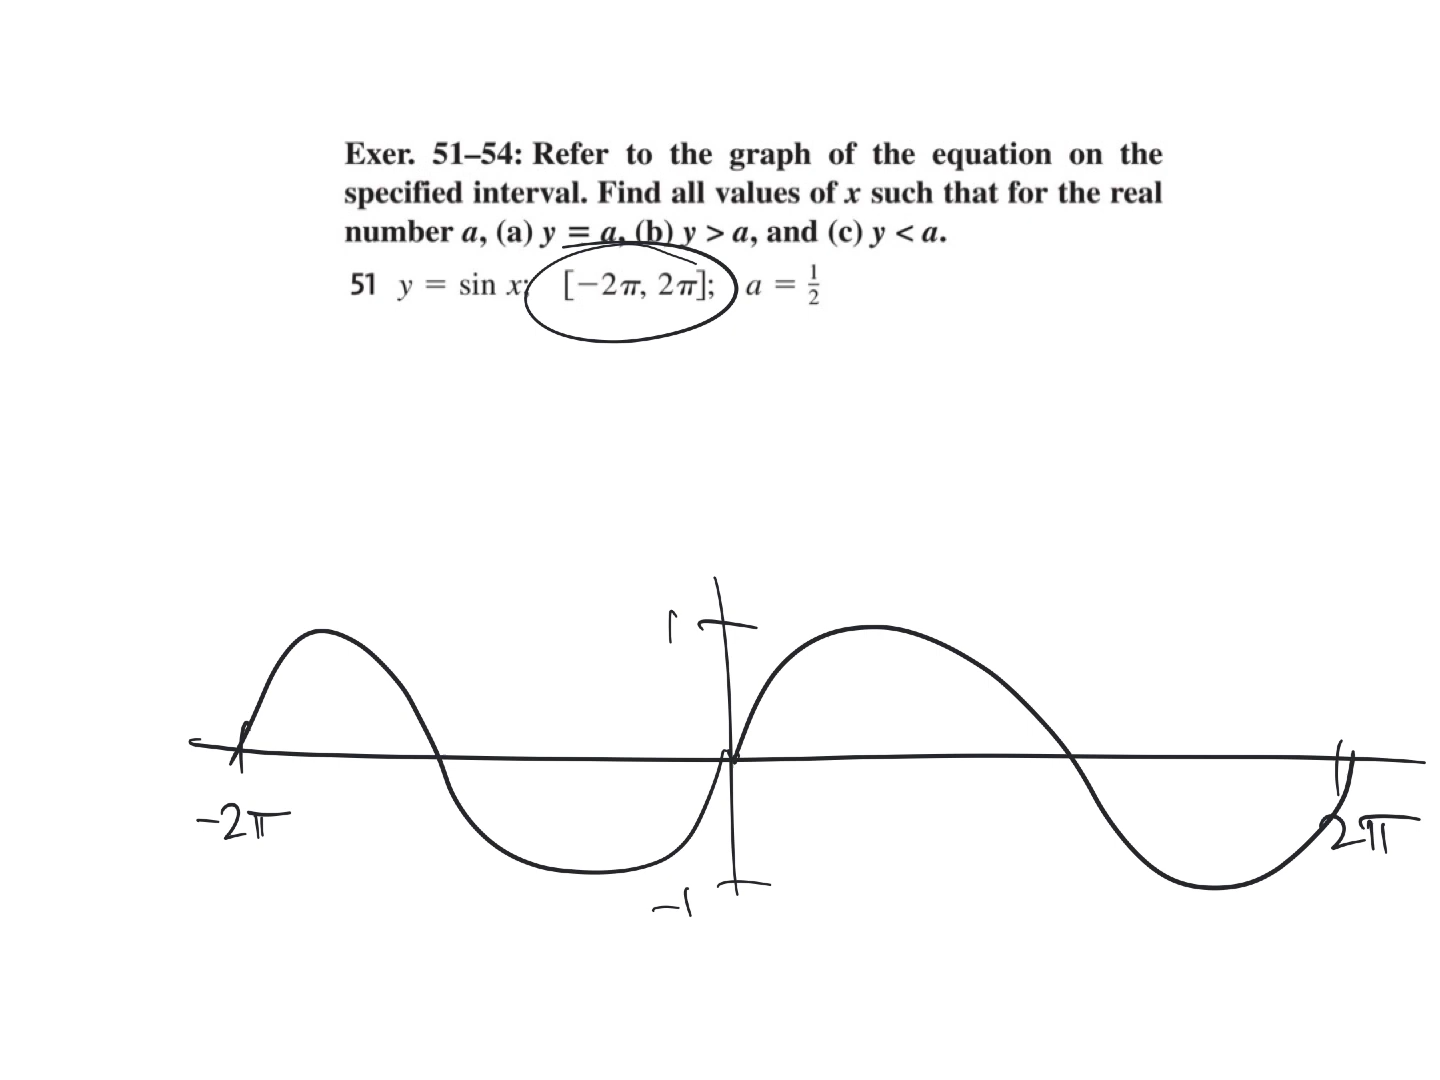 Exer. 51–54: Refer to the graph of the equation on the
specified interval. Find all values of x such that for the real
number a, (a) y = a, (b) y > a, and (c) y < a.
51 y = sin x; [−2π, 2π]; a = 1/2
1
-2π
2π
-1